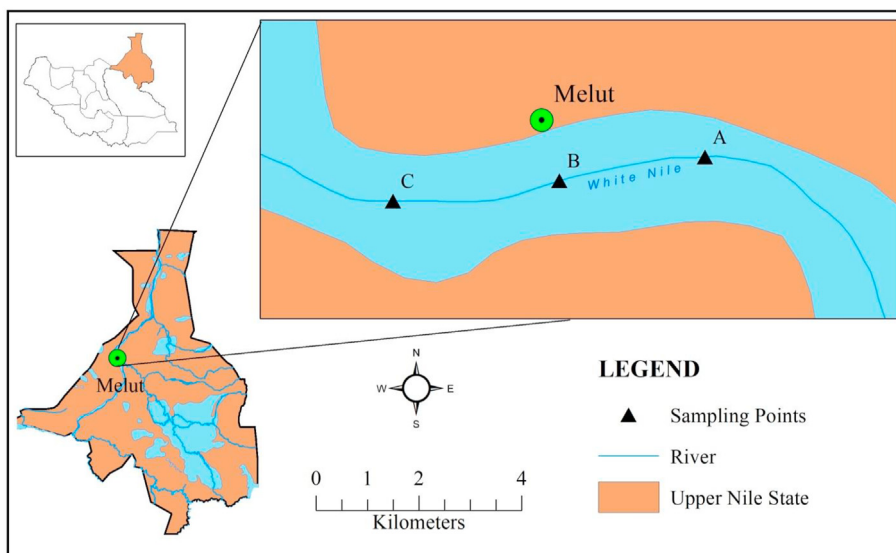 Melut
A
B
White Nile
C
Melut
N
W E
S
0 1 2 4
Kilometers
LEGEND
Sampling Points
River
Upper Nile State